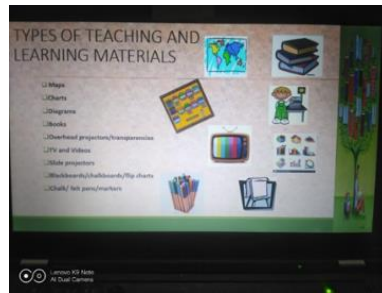 TYPES OF TEACHING AND
LEARNING MATERIALS
Maps
Charts
Diagrams
Books
Overhead projectors/transparencies
TV and Videos
Slide projectors
Blackboards/chalkboards/flip charts
Chalk/ felt pens/markers
Lenovo K9 Note
AI Dual Camera